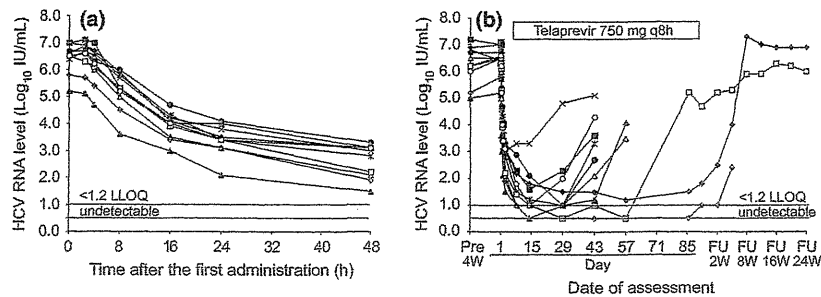 (a)
HCV RNA level (Log10 IU/mL)
8.0
7.0
6.0
5.0
4.0
3.0
2.0
1.0
0.0
<1.2 LLOQ
undetectable
0 8 16 24 32 40 48
Time after the first administration (h)
(b)
Telaprevir 750 mg q8h
HCV RNA level (Log10 IU/mL)
8.0
7.0
6.0
5.0
4.0
3.0
2.0
1.0
0.0
<1.2 LLOQ
undetectable
Pre 1 15 29 43 57 71 85 FU FU FU FU
4W 2W 8W 16W 24W
Day
Date of assessment